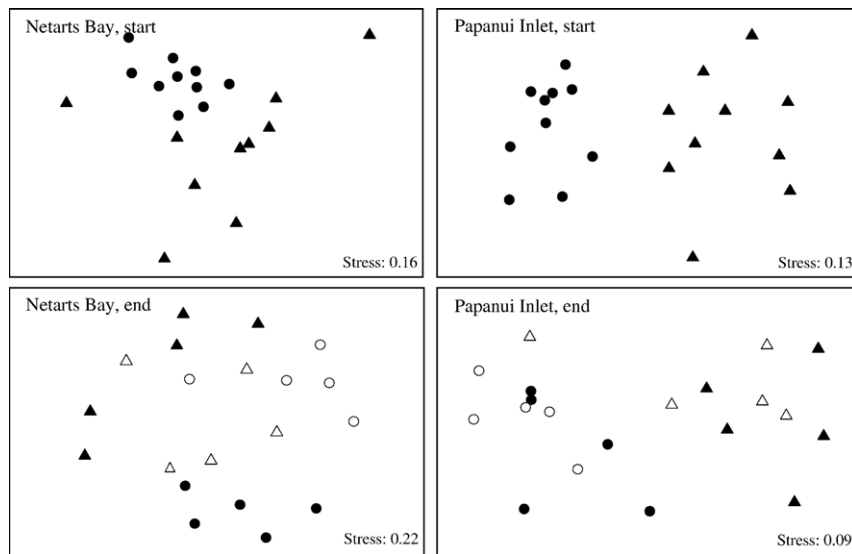 Netarts Bay, start
Stress: 0.16
Papanui Inlet, start
Stress: 0.13
Netarts Bay, end
Stress: 0.22
Papanui Inlet, end
Stress: 0.09